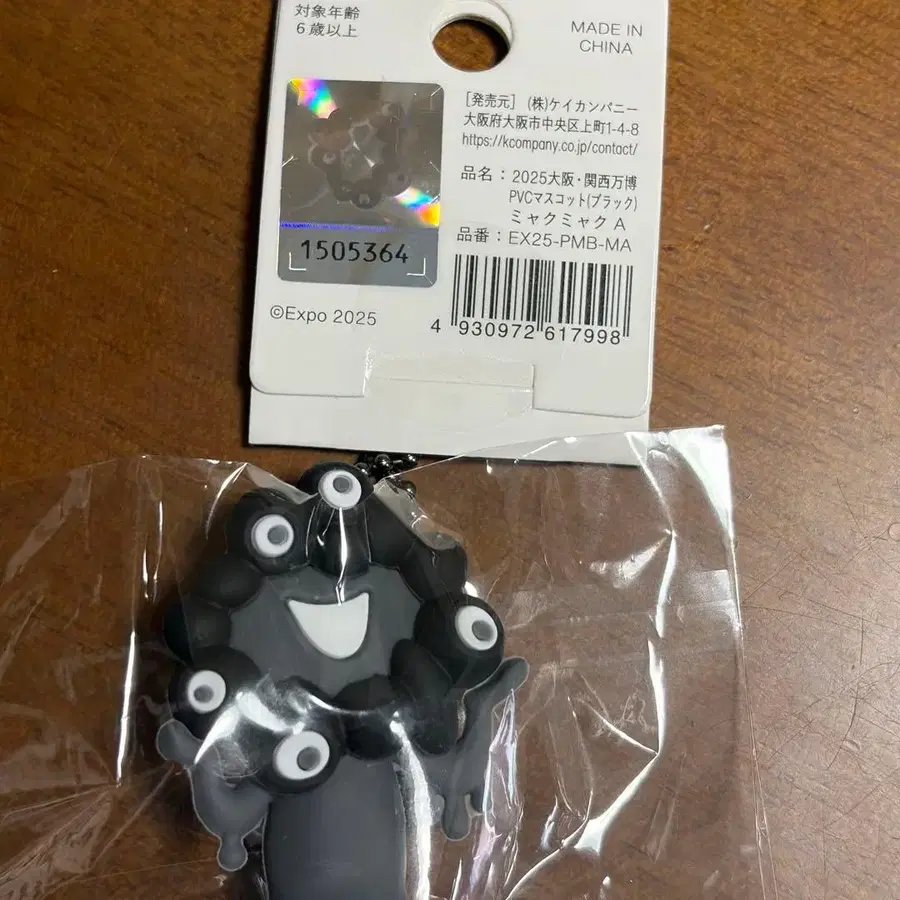 対象年齢
6歳以上
MADE IN
CHINA
[発売元] (株)ケイカンパニー
大阪府大阪市中央区上町1-4-8
https://kcompany.co.jp/contact/
品名：2025大阪・関西万博
PVCマスコット(ブラック)
ミャクミャク A
品番：EX25-PMB-MA
1505364
©Expo 2025
4 930972 617998